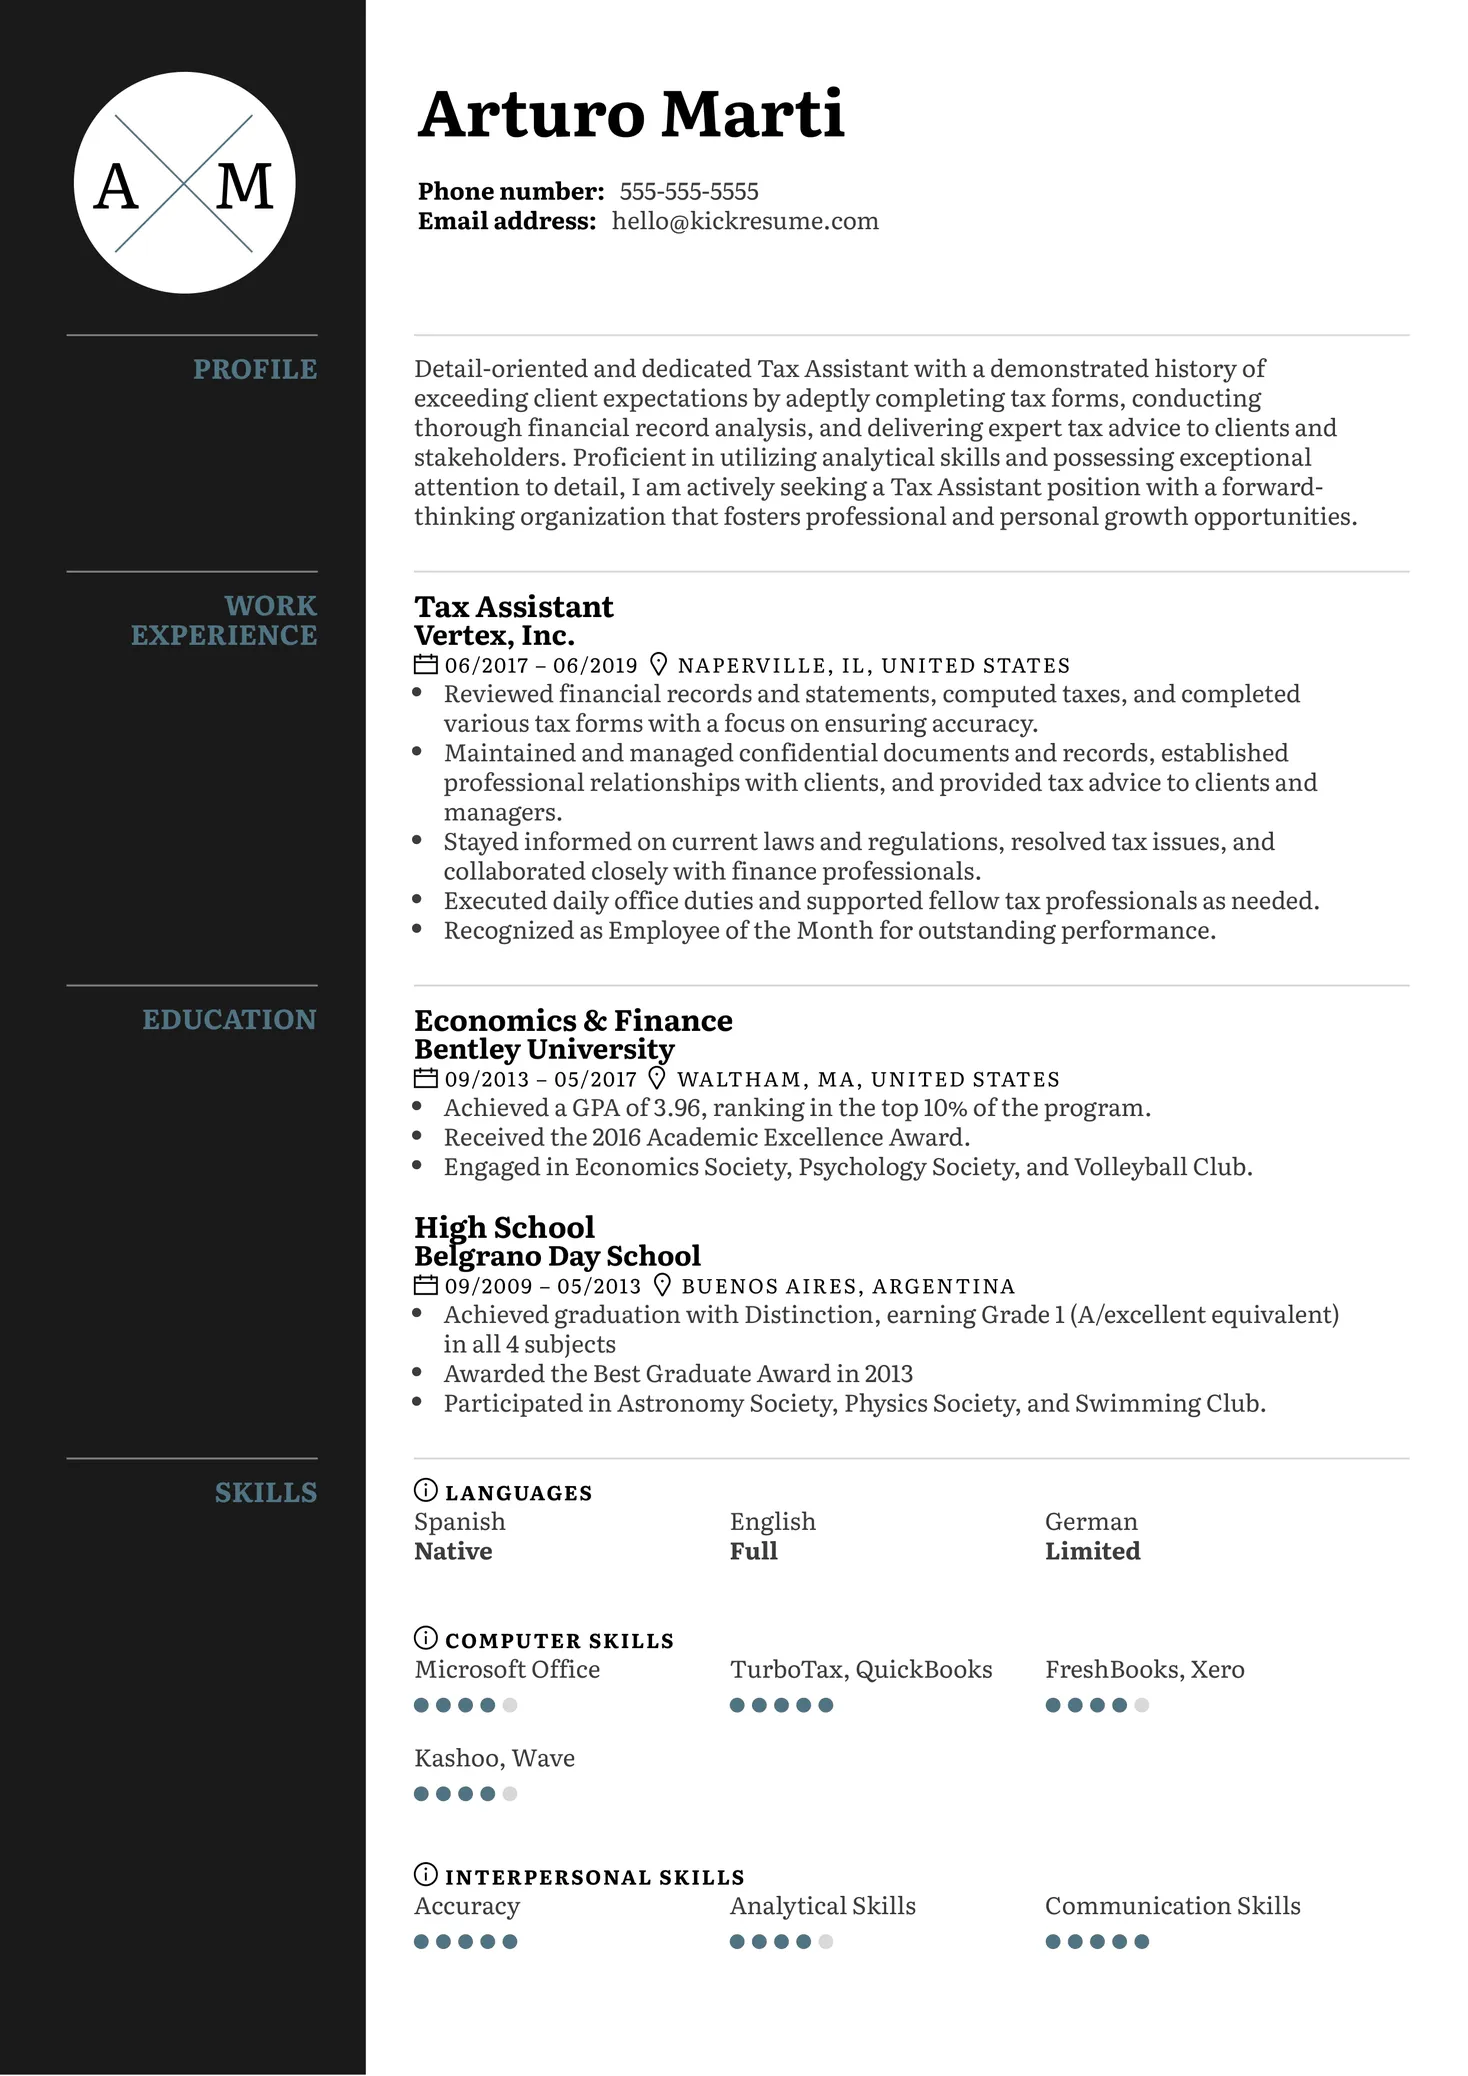 A M
Arturo Marti
Phone number: 555-555-5555
Email address: hello@kickresume.com
PROFILE
Detail-oriented and dedicated Tax Assistant with a demonstrated history of
exceeding client expectations by adeptly completing tax forms, conducting
thorough financial record analysis, and delivering expert tax advice to clients and
stakeholders. Proficient in utilizing analytical skills and possessing exceptional
attention to detail, I am actively seeking a Tax Assistant position with a forward-
thinking organization that fosters professional and personal growth opportunities.
WORK
EXPERIENCE
Tax Assistant
Vertex, Inc.
06/2017 – 06/2019 NAPERVILLE, IL, UNITED STATES
• Reviewed financial records and statements, computed taxes, and completed
various tax forms with a focus on ensuring accuracy.
• Maintained and managed confidential documents and records, established
professional relationships with clients, and provided tax advice to clients and
managers.
• Stayed informed on current laws and regulations, resolved tax issues, and
collaborated closely with finance professionals.
• Executed daily office duties and supported fellow tax professionals as needed.
• Recognized as Employee of the Month for outstanding performance.
EDUCATION
Economics & Finance
Bentley University
09/2013 – 05/2017 WALTHAM, MA, UNITED STATES
• Achieved a GPA of 3.96, ranking in the top 10% of the program.
• Received the 2016 Academic Excellence Award.
• Engaged in Economics Society, Psychology Society, and Volleyball Club.
High School
Belgrano Day School
09/2009 – 05/2013 BUENOS AIRES, ARGENTINA
• Achieved graduation with Distinction, earning Grade 1 (A/excellent equivalent)
in all 4 subjects
• Awarded the Best Graduate Award in 2013
• Participated in Astronomy Society, Physics Society, and Swimming Club.
SKILLS
LANGUAGES
Spanish English German
Native Full Limited
COMPUTER SKILLS
Microsoft Office TurboTax, QuickBooks FreshBooks, Xero
Kashoo, Wave
INTERPERSONAL SKILLS
Accuracy Analytical Skills Communication Skills